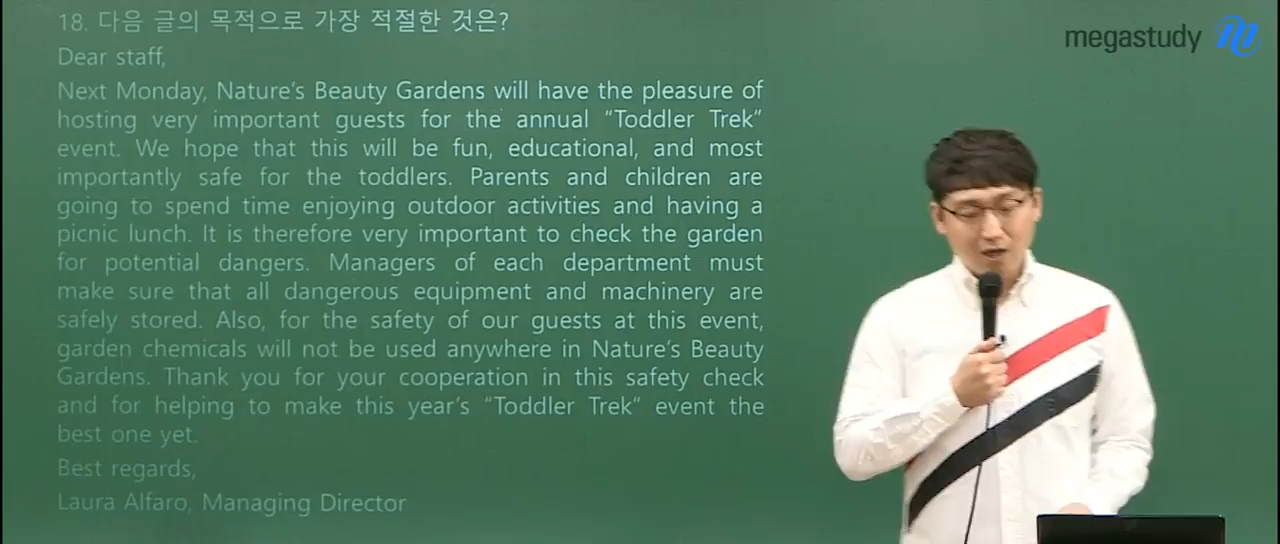 18. 다음 글의 목적으로 가장 적절한 것은?
megastudy
Dear staff,
Next Monday, Nature's Beauty Gardens will have the pleasure of
hosting very important guests for the annual “Toddler Trek”
event. We hope that this will be fun, educational, and most
importantly safe for the toddlers. Parents and children are
going to spend time enjoying outdoor activities and having a
picnic lunch. It is therefore very important to check the garden
for potential dangers. Managers of each department must
make sure that all dangerous equipment and machinery are
safely stored. Also, for the safety of our guests at this event,
garden chemicals will not be used anywhere in Nature's Beauty
Gardens. Thank you for your cooperation in this safety check
and for helping to make this year's “Toddler Trek” event the
best one yet.
Best regards,
Laura Alfaro, Managing Director